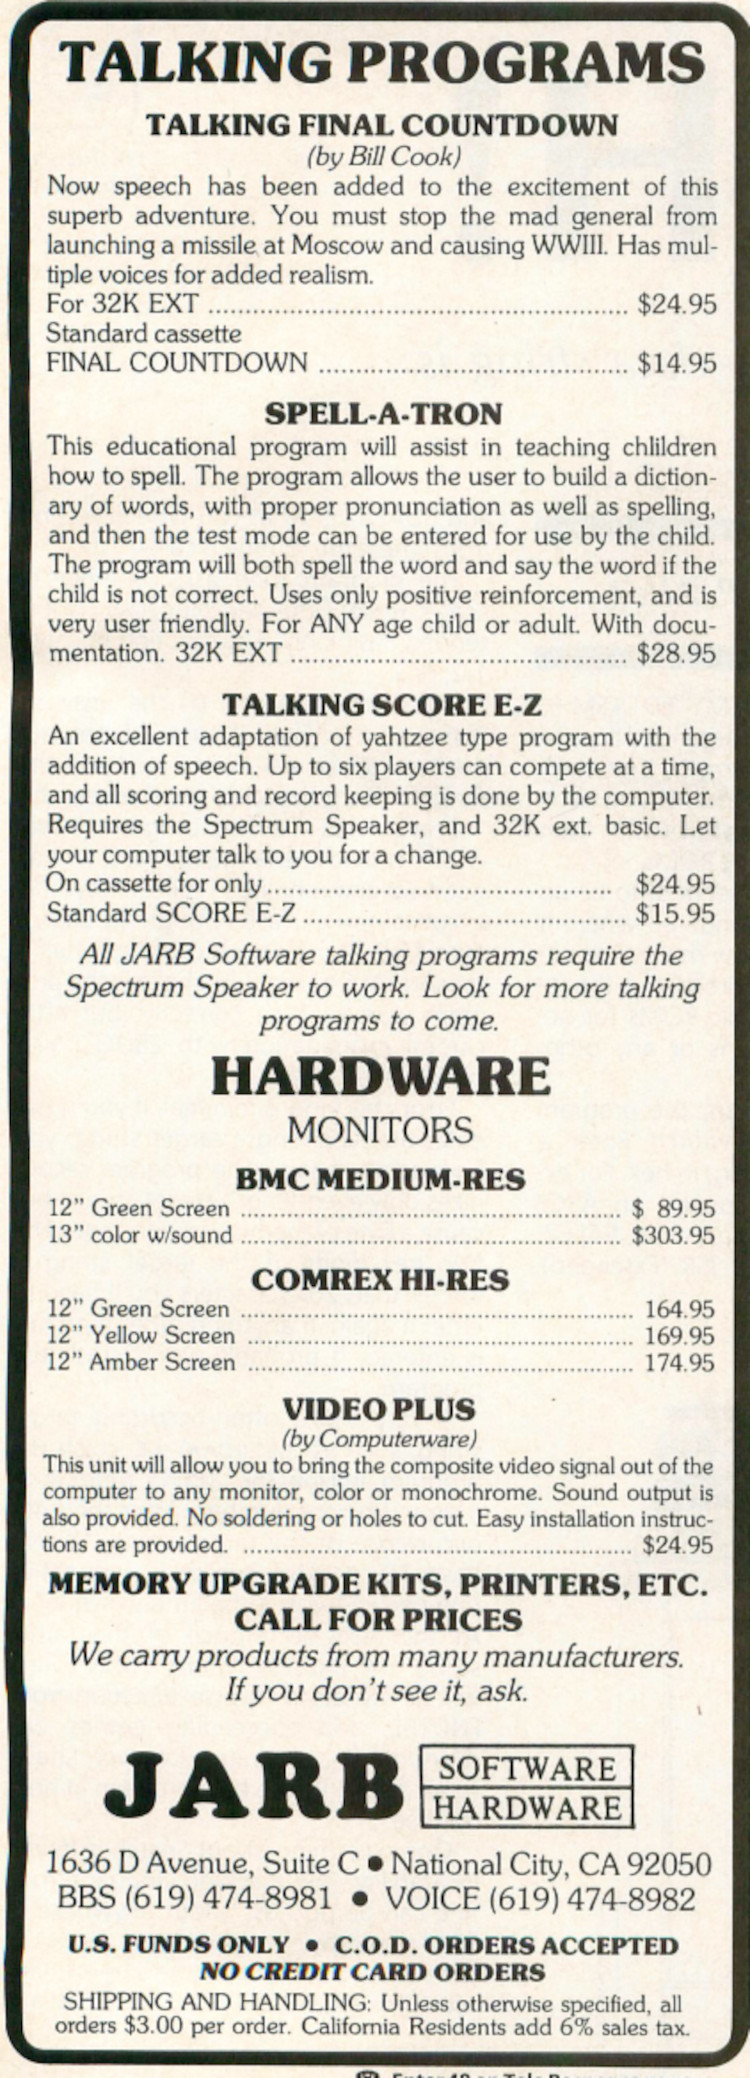 TALKING PROGRAMS
TALKING FINAL COUNTDOWN
(by Bill Cook)
Now speech has been added to the excitement of this
superb adventure. You must stop the mad general from
launching a missile at Moscow and causing WWIII. Has mul-
tiple voices for added realism.
For 32K EXT ........................................................ $24.95
Standard cassette
FINAL COUNTDOWN ......................................... $14.95
SPELL-A-TRON
This educational program will assist in teaching chlildren
how to spell. The program allows the user to build a diction-
ary of words, with proper pronunciation as well as spelling,
and then the test mode can be entered for use by the child.
The program will both spell the word and say the word if the
child is not correct. Uses only positive reinforcement, and is
very user friendly. For ANY age child or adult. With docu-
mentation. 32K EXT ............................................. $28.95
TALKING SCORE E-Z
An excellent adaptation of yahtzee type program with the
addition of speech. Up to six players can compete at a time,
and all scoring and record keeping is done by the computer.
Requires the Spectrum Speaker, and 32K ext. basic. Let
your computer talk to you for a change.
On cassette for only .............................................. $24.95
Standard SCORE E-Z ........................................... $15.95
All JARB Software talking programs require the
Spectrum Speaker to work. Look for more talking
programs to come.
HARDWARE
MONITORS
BMC MEDIUM-RES
12" Green Screen ....................................................... $ 89.95
13" color w/sound ...................................................... $303.95
COMREX HI-RES
12" Green Screen ......................................................... 164.95
12" Yellow Screen ........................................................ 169.95
12" Amber Screen ........................................................ 174.95
VIDEO PLUS
(by Computerware)
This unit will allow you to bring the composite video signal out of the
computer to any monitor, color or monochrome. Sound output is
also provided. No soldering or holes to cut. Easy installation instruc-
tions are provided. ........................................................ $24.95
MEMORY UPGRADE KITS, PRINTERS, ETC.
CALL FOR PRICES
We carry products from many manufacturers.
If you don't see it, ask.
JARB SOFTWARE
HARDWARE
1636 D Avenue, Suite C ● National City, CA 92050
BBS (619) 474-8981 ● VOICE (619) 474-8982
U.S. FUNDS ONLY ● C.O.D. ORDERS ACCEPTED
NO CREDIT CARD ORDERS
SHIPPING AND HANDLING: Unless otherwise specified, all
orders $3.00 per order. California Residents add 6% sales tax.